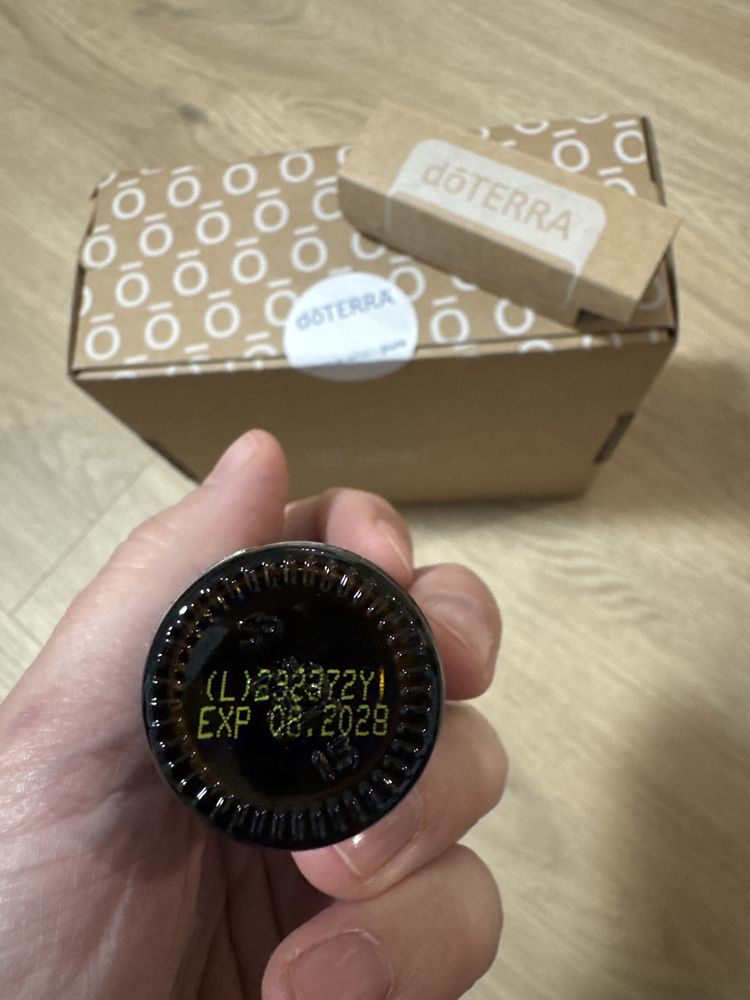 dōTERRA
dōTERRA
(L)232372Y
EXP 08.2028
15